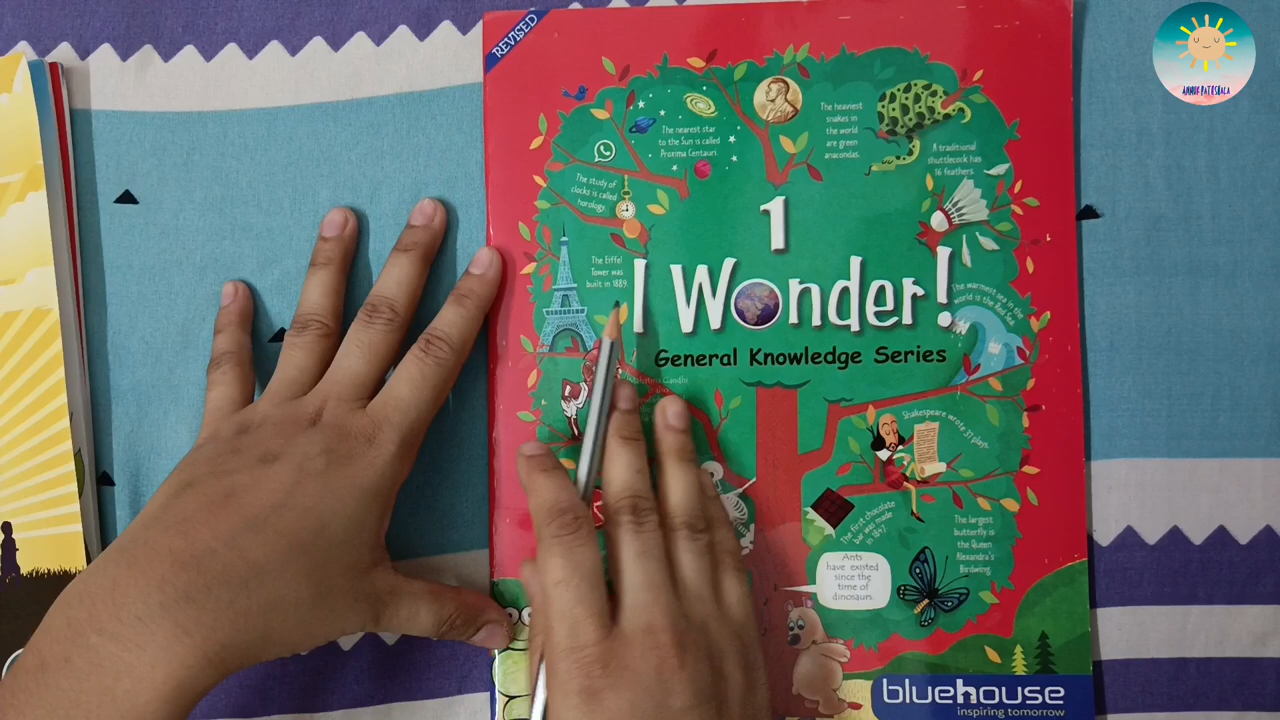 REVISED
ANNUK PATHSHALA
The nearest star
to the Sun is called
Proxima Centauri.
The heaviest
snakes in
the world
are green
anacondas.
A traditional
shuttlecock has
16 feathers.
The study of
clocks is called
horology.
1
The Eiffel
Tower was
built in 1889.
I Wonder!
The warmest sea in the
world is the Red Sea.
General Knowledge Series
Gandhi
Shakespeare wrote 37 plays.
The first chocolate
bar was made
in 1847.
The largest
butterfly is
the Queen
Alexandra's
Birdwing.
Ants
have existed
since the
time of
dinosaurs.
bluehouse
inspiring tomorrow